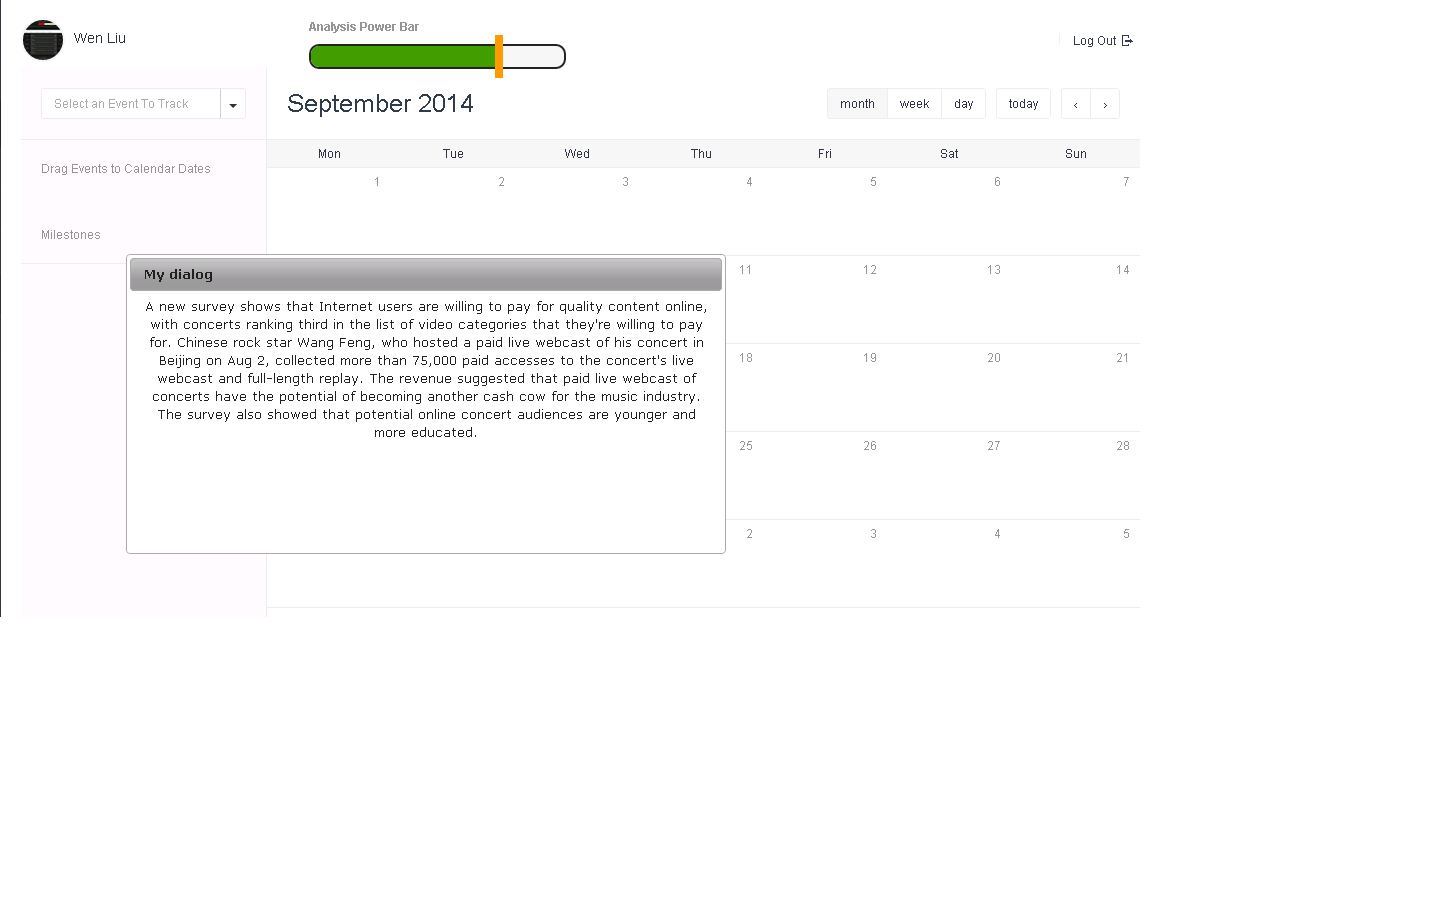 Wen Liu
Analysis Power Bar
Log Out
Select an Event To Track
September 2014
month week day today ‹ ›
Drag Events to Calendar Dates
Milestones
Mon Tue Wed Thu Fri Sat Sun
1 2 3 4 5 6 7
11 12 13 14
My dialog
A new survey shows that Internet users are willing to pay for quality content online,
with concerts ranking third in the list of video categories that they're willing to pay
for. Chinese rock star Wang Feng, who hosted a paid live webcast of his concert in
Beijing on Aug 2, collected more than 75,000 paid accesses to the concert's live
webcast and full-length replay. The revenue suggested that paid live webcast of
concerts have the potential of becoming another cash cow for the music industry.
The survey also showed that potential online concert audiences are younger and
more educated.
18 19 20 21
25 26 27 28
2 3 4 5